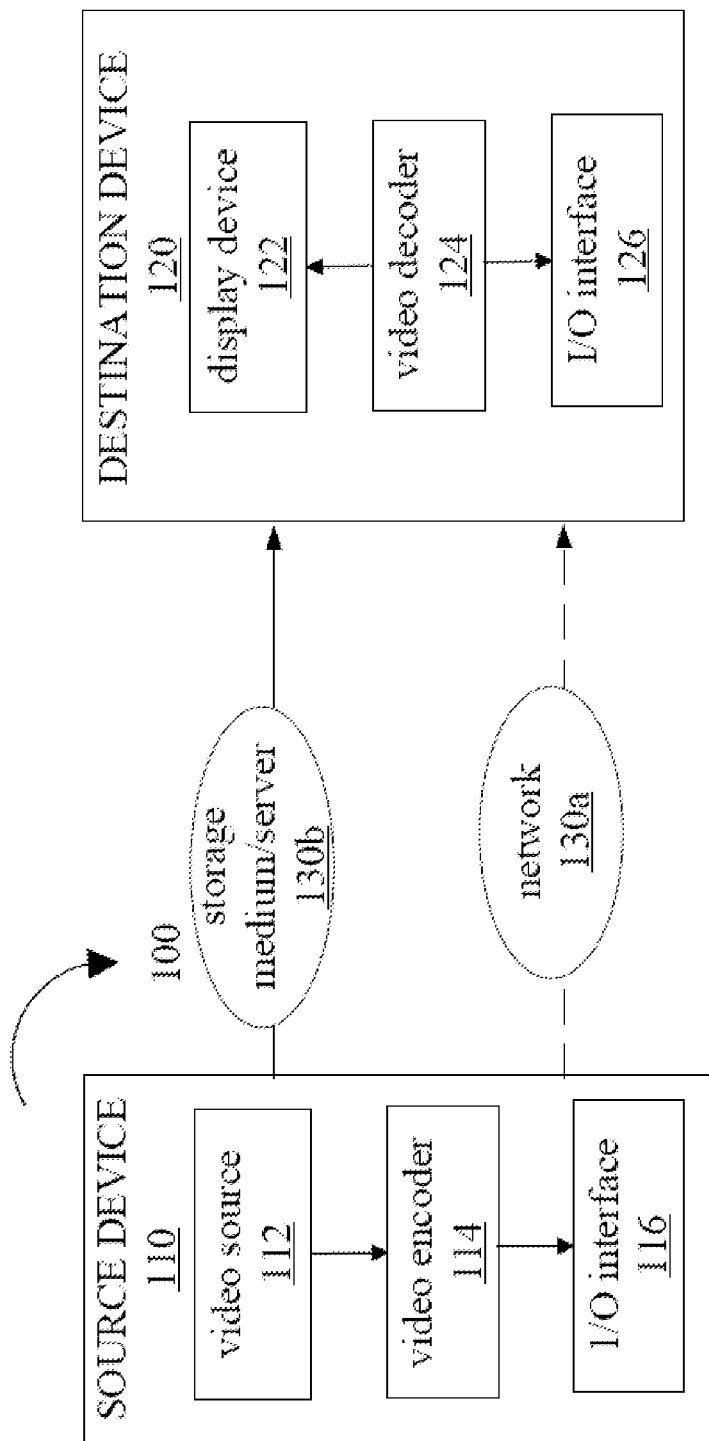 100
SOURCE DEVICE
110
video source
112
video encoder
114
I/O interface
116
storage
medium/server
130b
network
130a
DESTINATION DEVICE
120
display device
122
video decoder
124
I/O interface
126